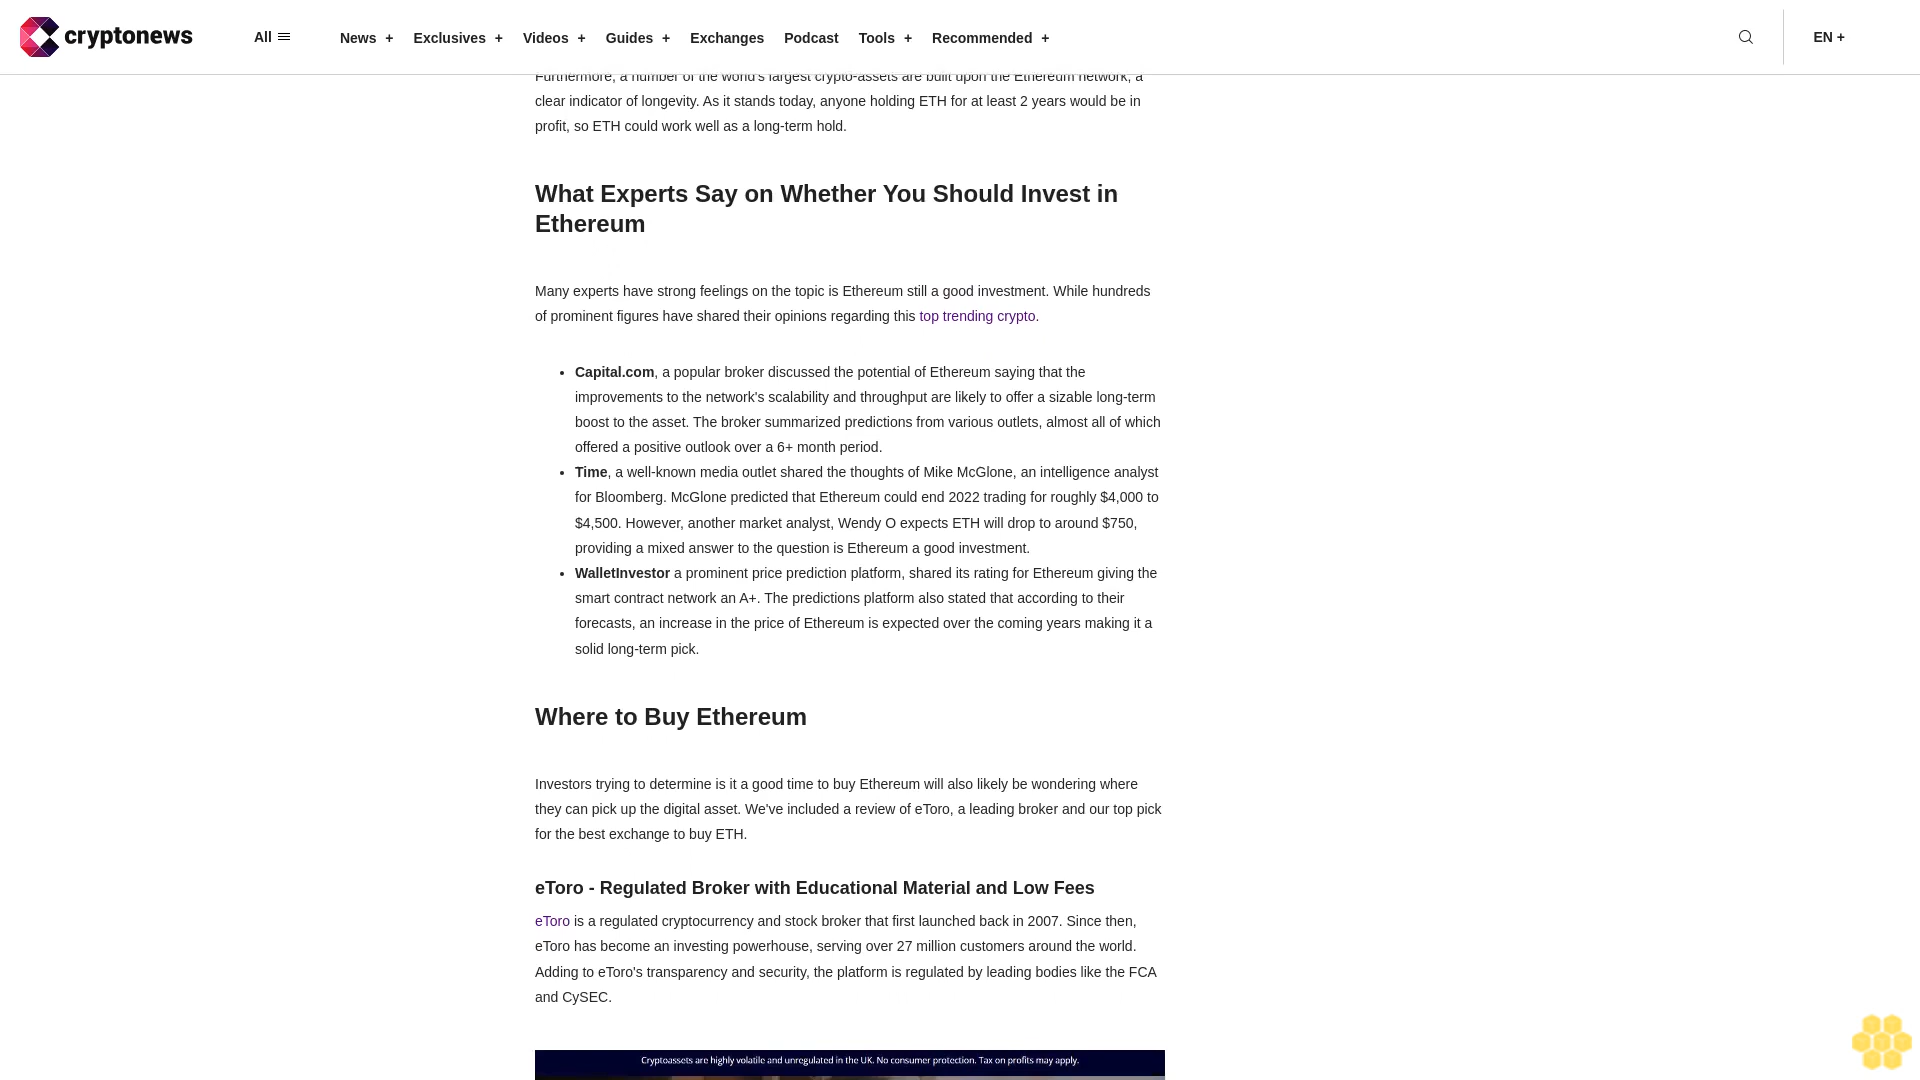 cryptonews
All
News +
Exclusives +
Videos +
Guides +
Exchanges
Podcast
Tools +
Recommended +
EN +
Furthermore, a number of the world's largest crypto-assets are built upon the Ethereum network, a
clear indicator of longevity. As it stands today, anyone holding ETH for at least 2 years would be in
profit, so ETH could work well as a long-term hold.
What Experts Say on Whether You Should Invest in
Ethereum
Many experts have strong feelings on the topic is Ethereum still a good investment. While hundreds
of prominent figures have shared their opinions regarding this top trending crypto.
• Capital.com, a popular broker discussed the potential of Ethereum saying that the
improvements to the network's scalability and throughput are likely to offer a sizable long-term
boost to the asset. The broker summarized predictions from various outlets, almost all of which
offered a positive outlook over a 6+ month period.
• Time, a well-known media outlet shared the thoughts of Mike McGlone, an intelligence analyst
for Bloomberg. McGlone predicted that Ethereum could end 2022 trading for roughly $4,000 to
$4,500. However, another market analyst, Wendy O expects ETH will drop to around $750,
providing a mixed answer to the question is Ethereum a good investment.
• WalletInvestor a prominent price prediction platform, shared its rating for Ethereum giving the
smart contract network an A+. The predictions platform also stated that according to their
forecasts, an increase in the price of Ethereum is expected over the coming years making it a
solid long-term pick.
Where to Buy Ethereum
Investors trying to determine is it a good time to buy Ethereum will also likely be wondering where
they can pick up the digital asset. We've included a review of eToro, a leading broker and our top pick
for the best exchange to buy ETH.
eToro - Regulated Broker with Educational Material and Low Fees
eToro is a regulated cryptocurrency and stock broker that first launched back in 2007. Since then,
eToro has become an investing powerhouse, serving over 27 million customers around the world.
Adding to eToro's transparency and security, the platform is regulated by leading bodies like the FCA
and CySEC.
Cryptoassets are highly volatile and unregulated in the UK. No consumer protection. Tax on profits may apply.